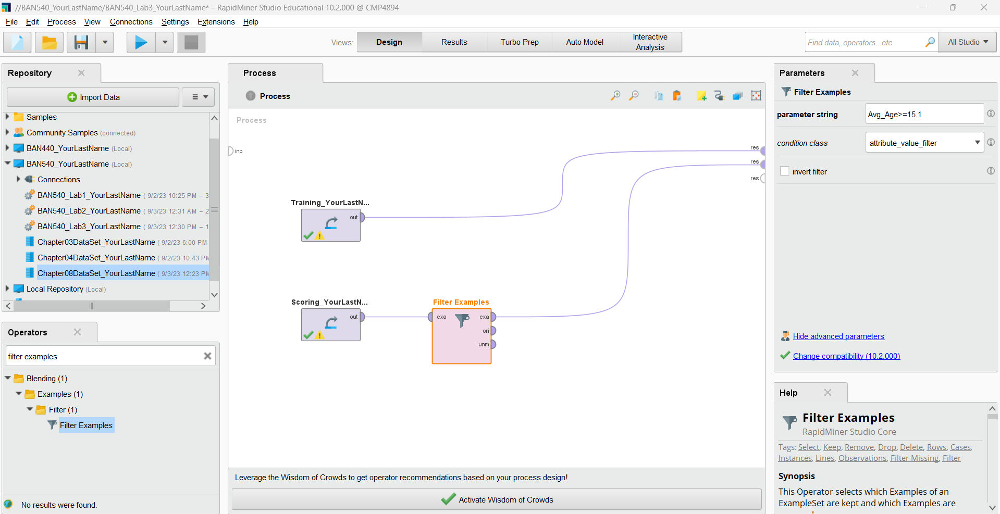 //BAN540_YourLastName/BAN540_Lab3_YourLastName* – RapidMiner Studio Educational 10.2.000 @ CMP4894
File Edit Process View Connections Settings Extensions Help
Views: Design Results Turbo Prep Auto Model Interactive Analysis
Find data, operators...etc
All Studio
Repository
Import Data
Samples
Community Samples (connected)
BAN440_YourLastName (Local)
BAN540_YourLastName (Local)
Connections
BAN540_Lab1_YourLastName ( 9/2/23 10:25 PM – 3
BAN540_Lab2_YourLastName ( 9/3/23 12:31 AM – 2
BAN540_Lab3_YourLastName ( 9/3/23 12:30 PM – 1
Chapter03DataSet_YourLastName ( 9/2/23 6:00 PM
Chapter04DataSet_YourLastName ( 9/2/23 10:43 PM
Chapter08DataSet_YourLastName ( 9/3/23 12:23 PM
Local Repository (Local)
Operators
filter examples
Blending (1)
Examples (1)
Filter (1)
Filter Examples
No results were found.
Process
Process
Process
inp
res
res
res
Training_YourLastN...
out
Scoring_YourLastN...
out
Filter Examples
exa exa
ori
unm
Leverage the Wisdom of Crowds to get operator recommendations based on your process design!
Activate Wisdom of Crowds
Parameters
Filter Examples
parameter string Avg_Age>=15.1
condition class attribute_value_filter
invert filter
Hide advanced parameters
Change compatibility (10.2.000)
Help
Filter Examples
RapidMiner Studio Core
Tags: Select, Keep, Remove, Drop, Delete, Rows, Cases,
Instances, Lines, Observations, Filter Missing, Filter
Synopsis
This Operator selects which Examples of an
ExampleSet are kept and which Examples are